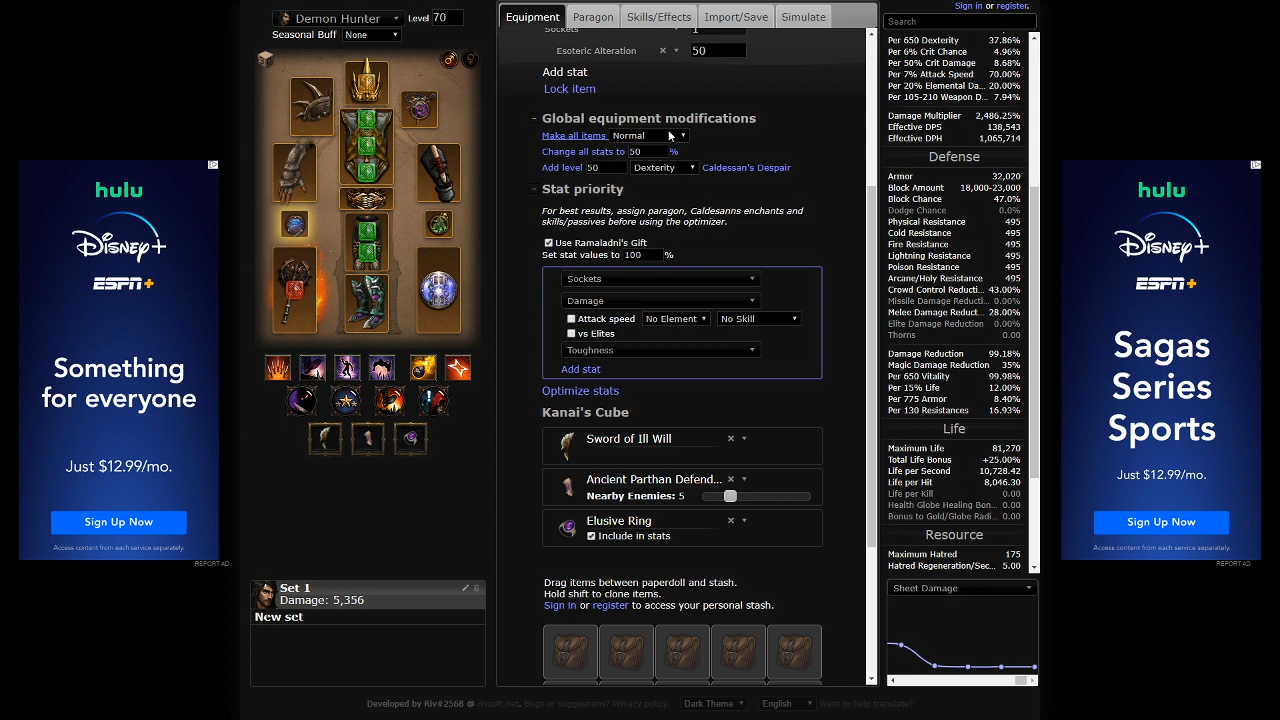 Demon Hunter
Level 70
Seasonal Buff None
Set 1
Damage: 5,356
New set
Equipment
Paragon
Skills/Effects
Import/Save
Simulate
Sockets 1
Esoteric Alteration 50
Add stat
Lock item
Global equipment modifications
Make all items Normal
Change all stats to 50 %
Add level 50 Dexterity Caldessan's Despair
Stat priority
For best results, assign paragon, Caldesanns enchants and
skills/passives before using the optimizer.
Use Ramaladni's Gift
Set stat values to 100 %
Sockets
Damage
Attack speed No Element No Skill
vs Elites
Toughness
Add stat
Optimize stats
Kanai's Cube
Sword of Ill Will
Ancient Parthan Defend...
Nearby Enemies: 5
Elusive Ring
Include in stats
Drag items between paperdoll and stash.
Hold shift to clone items.
Sign in or register to access your personal stash.
Sign in or register.
Search
Per 650 Dexterity 37.86%
Per 6% Crit Chance 4.96%
Per 50% Crit Damage 8.68%
Per 7% Attack Speed 70.00%
Per 20% Elemental Da... 20.00%
Per 105-210 Weapon D... 7.94%
Damage Multiplier 2,486.25%
Effective DPS 138,543
Effective DPH 1,065,714
Defense
Armor 32,020
Block Amount 18,000-23,000
Block Chance 47.0%
Dodge Chance 0.0%
Physical Resistance 495
Cold Resistance 495
Fire Resistance 495
Lightning Resistance 495
Poison Resistance 495
Arcane/Holy Resistance 495
Crowd Control Reducti... 43.00%
Missile Damage Reducti... 0.00%
Melee Damage Reduction 28.00%
Elite Damage Reduction 0.00%
Thorns 0.00
Damage Reduction 99.18%
Magic Damage Reduction 35%
Per 650 Vitality 99.98%
Per 15% Life 12.00%
Per 775 Armor 8.40%
Per 130 Resistances 16.93%
Life
Maximum Life 81,270
Total Life Bonus +25.00%
Life per Second 10,728.42
Life per Hit 8,046.30
Life per Kill 0.00
Health Globe Healing Bon... 0.00
Bonus to Gold/Globe Radi... 0.00
Resource
Maximum Hatred 175
Hatred Regeneration/Sec... 5.00
Sheet Damage
hulu
Disney+
ESPN+
Something
for everyone
Just $12.99/mo.
Sign Up Now
Access content from each service separately.
REPORT AD
hulu
Disney+
ESPN+
Sagas
Series
Sports
Just $12.99/mo.
Sign Up Now
Access content from each service separately.
REPORT AD
Developed by Riv#2568 @ rivsoft.net. Bugs or suggestions? Privacy policy. Dark Theme English Want to help translate?